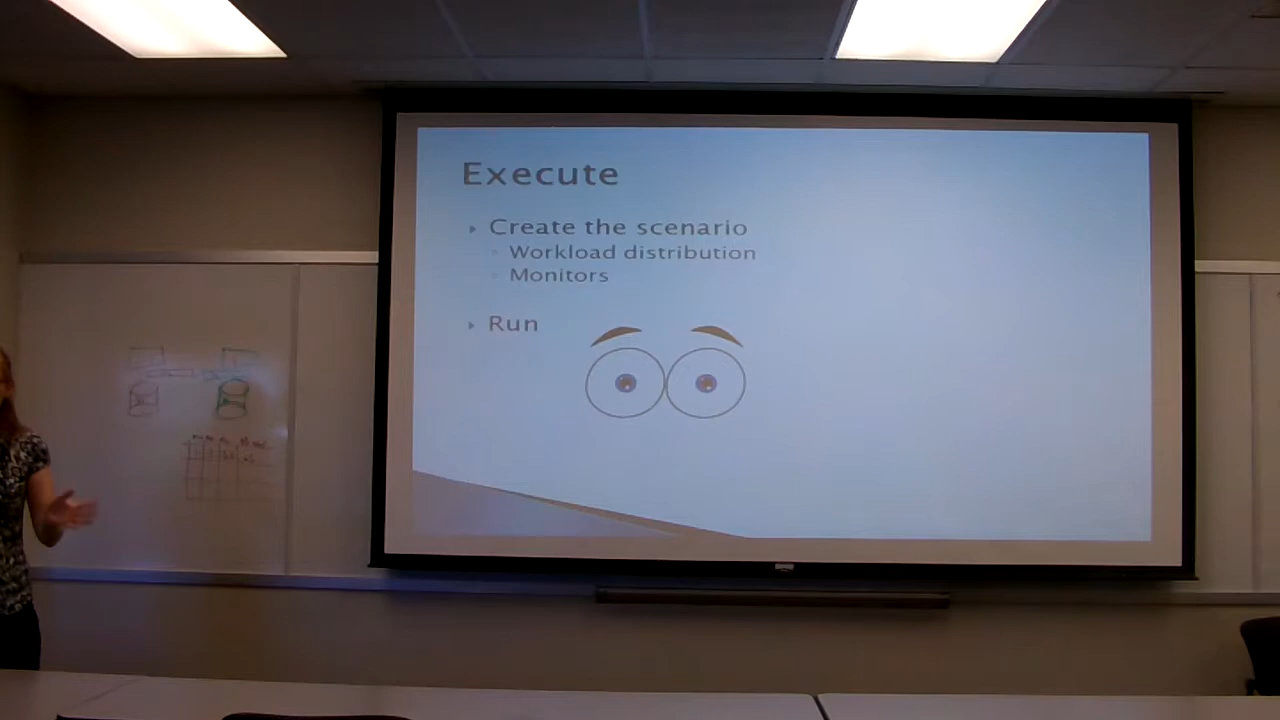 Execute
Create the scenario
Workload distribution
Monitors
Run